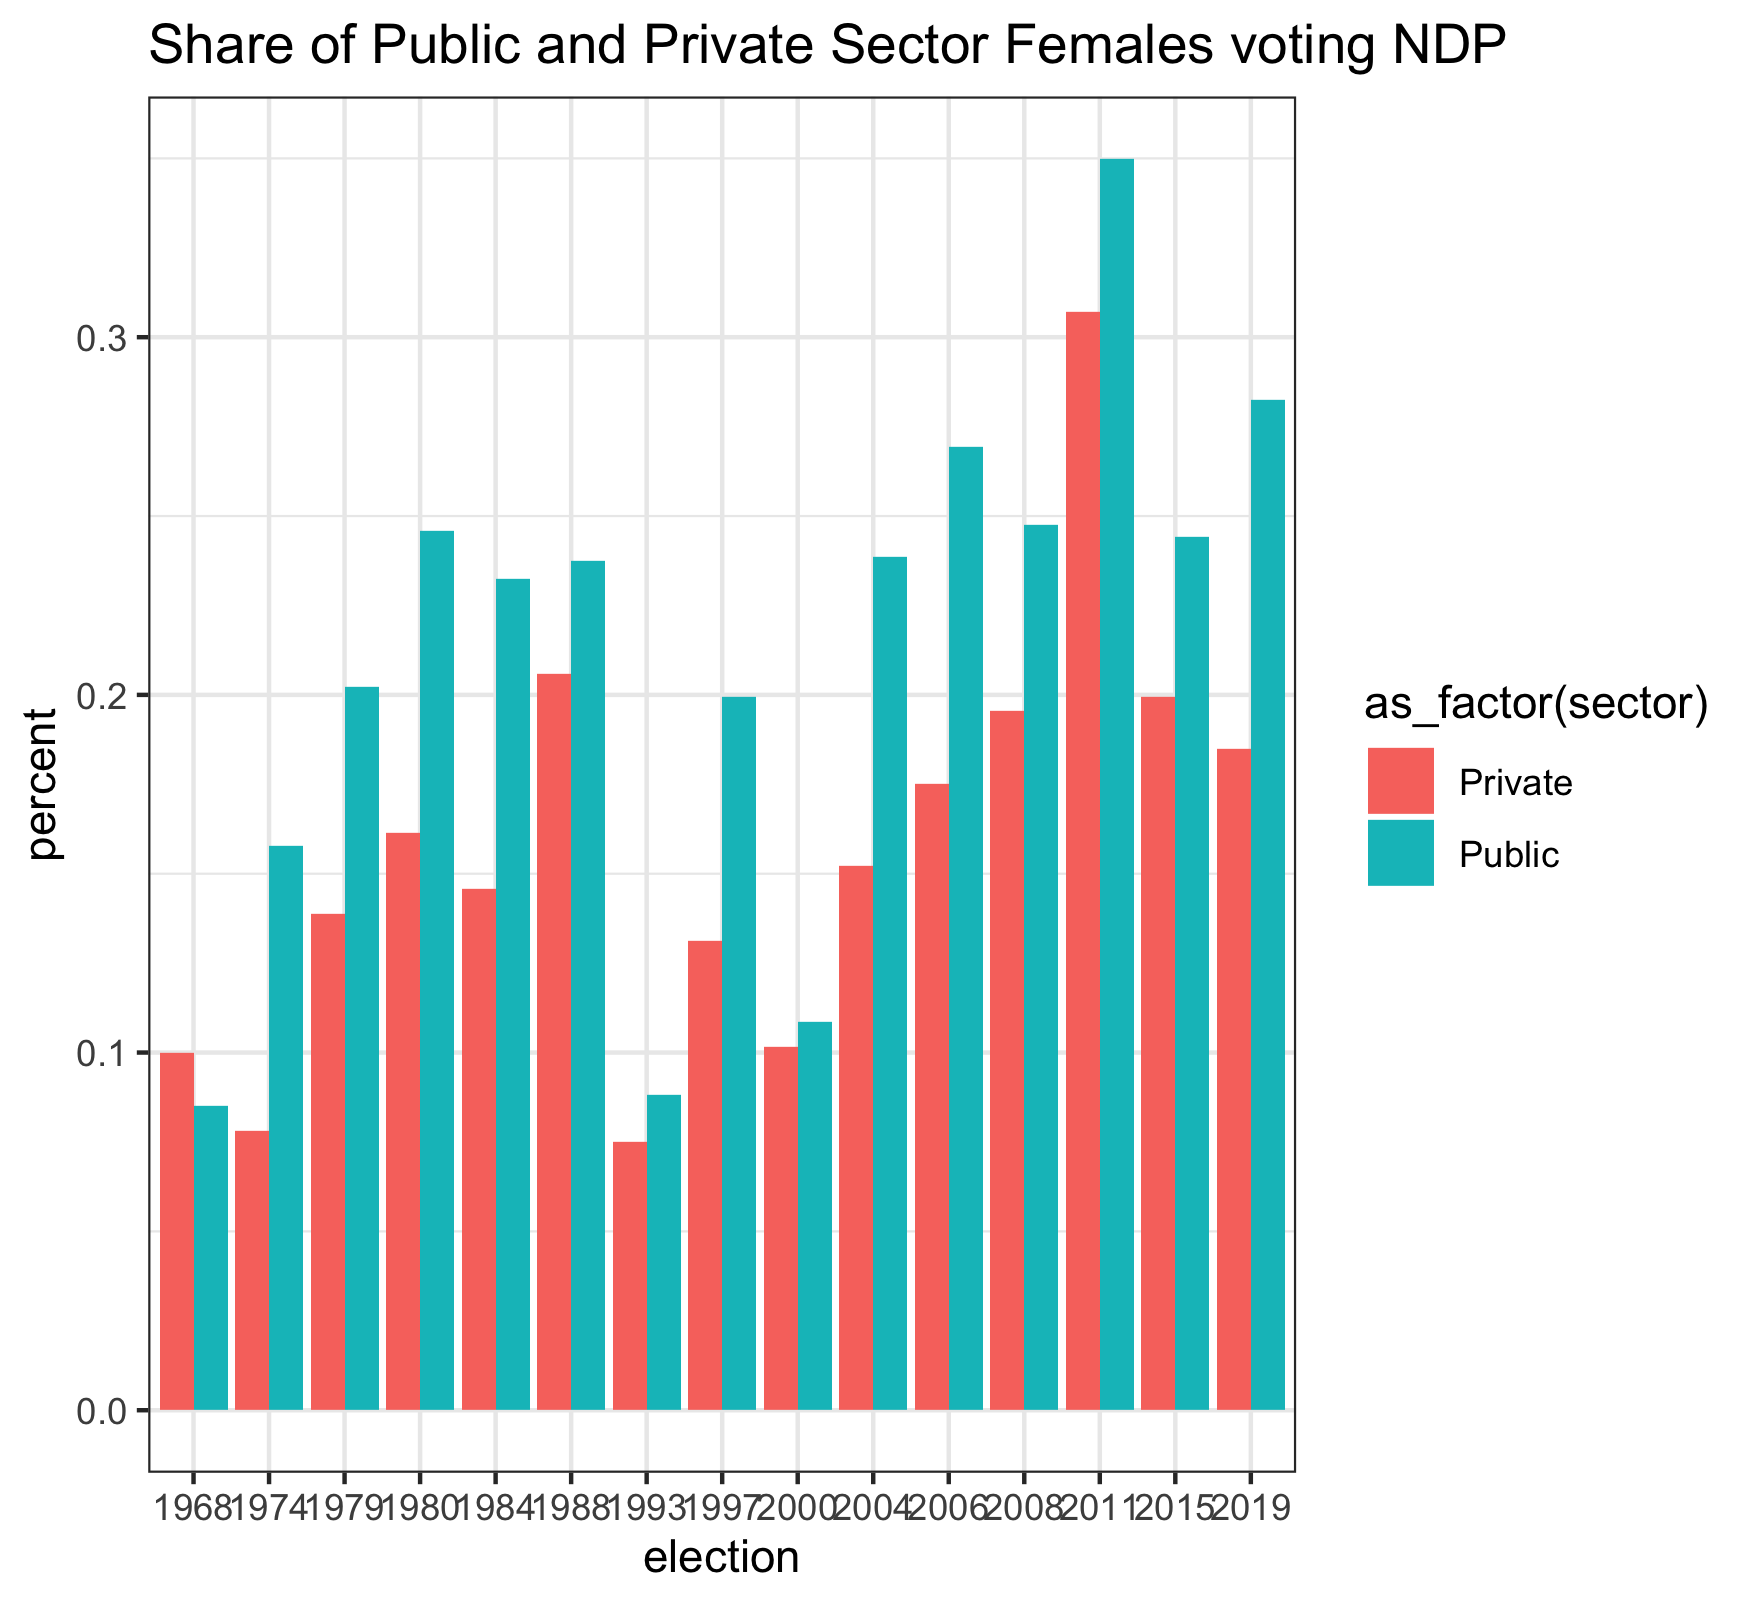 Share of Public and Private Sector Females voting NDP
0.3
0.2
0.1
0.0
percent
1968 1974 1979 1980 1984 1988 1993 1997 2000 2004 2006 2008 2011 2015 2019
election
as_factor(sector)
Private
Public